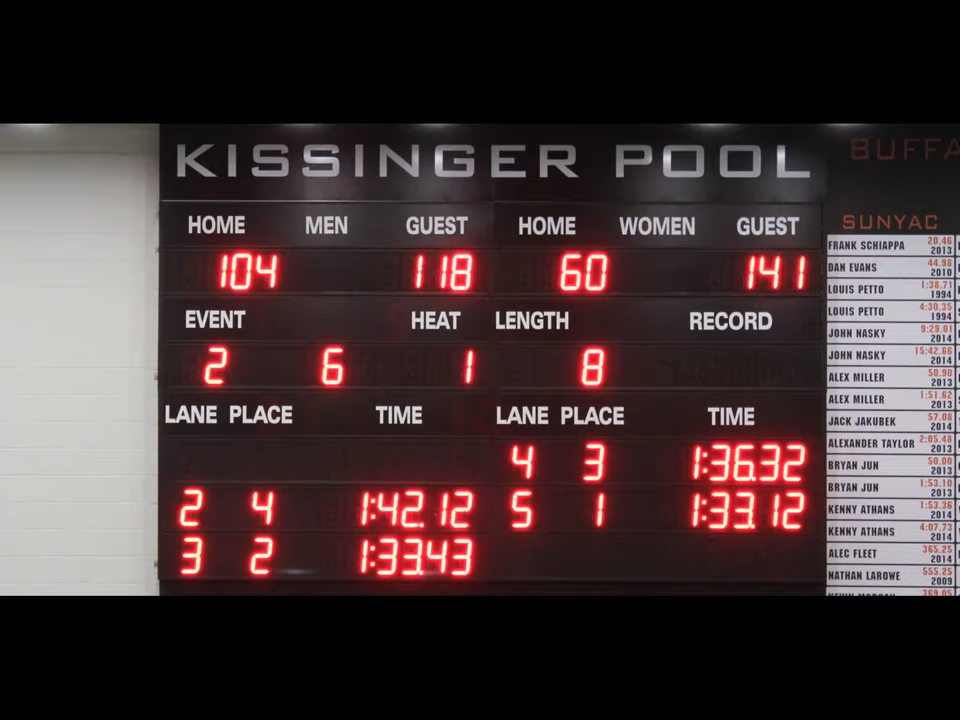 KISSINGER POOL
HOME MEN GUEST HOME WOMEN GUEST
104 118 60 141
EVENT HEAT LENGTH RECORD
2 6 1 8
LANE PLACE TIME LANE PLACE TIME
4 3 1:36.32
2 4 1:42.12 5 1 1:33.12
3 2 1:33.43
BUFFA
SUNYAC
FRANK SCHIAPPA 20.46 2013
DAN EVANS 44.98 2010
LOUIS PETTO 1:38.71 1994
LOUIS PETTO 4:30.35 1994
JOHN NASKY 9:29.01 2014
JOHN NASKY 15:42.66 2014
ALEX MILLER 50.90 2013
ALEX MILLER 1:51.62 2013
JACK JAKUBEK 57.08 2014
ALEXANDER TAYLOR 2:05.48 2013
BRYAN JUN 50.00 2013
BRYAN JUN 1:53.10 2013
KENNY ATHANS 1:53.36 2014
KENNY ATHANS 4:07.73 2014
ALEC FLEET 365.25 2014
NATHAN LAROWE 555.25 2009
369.05